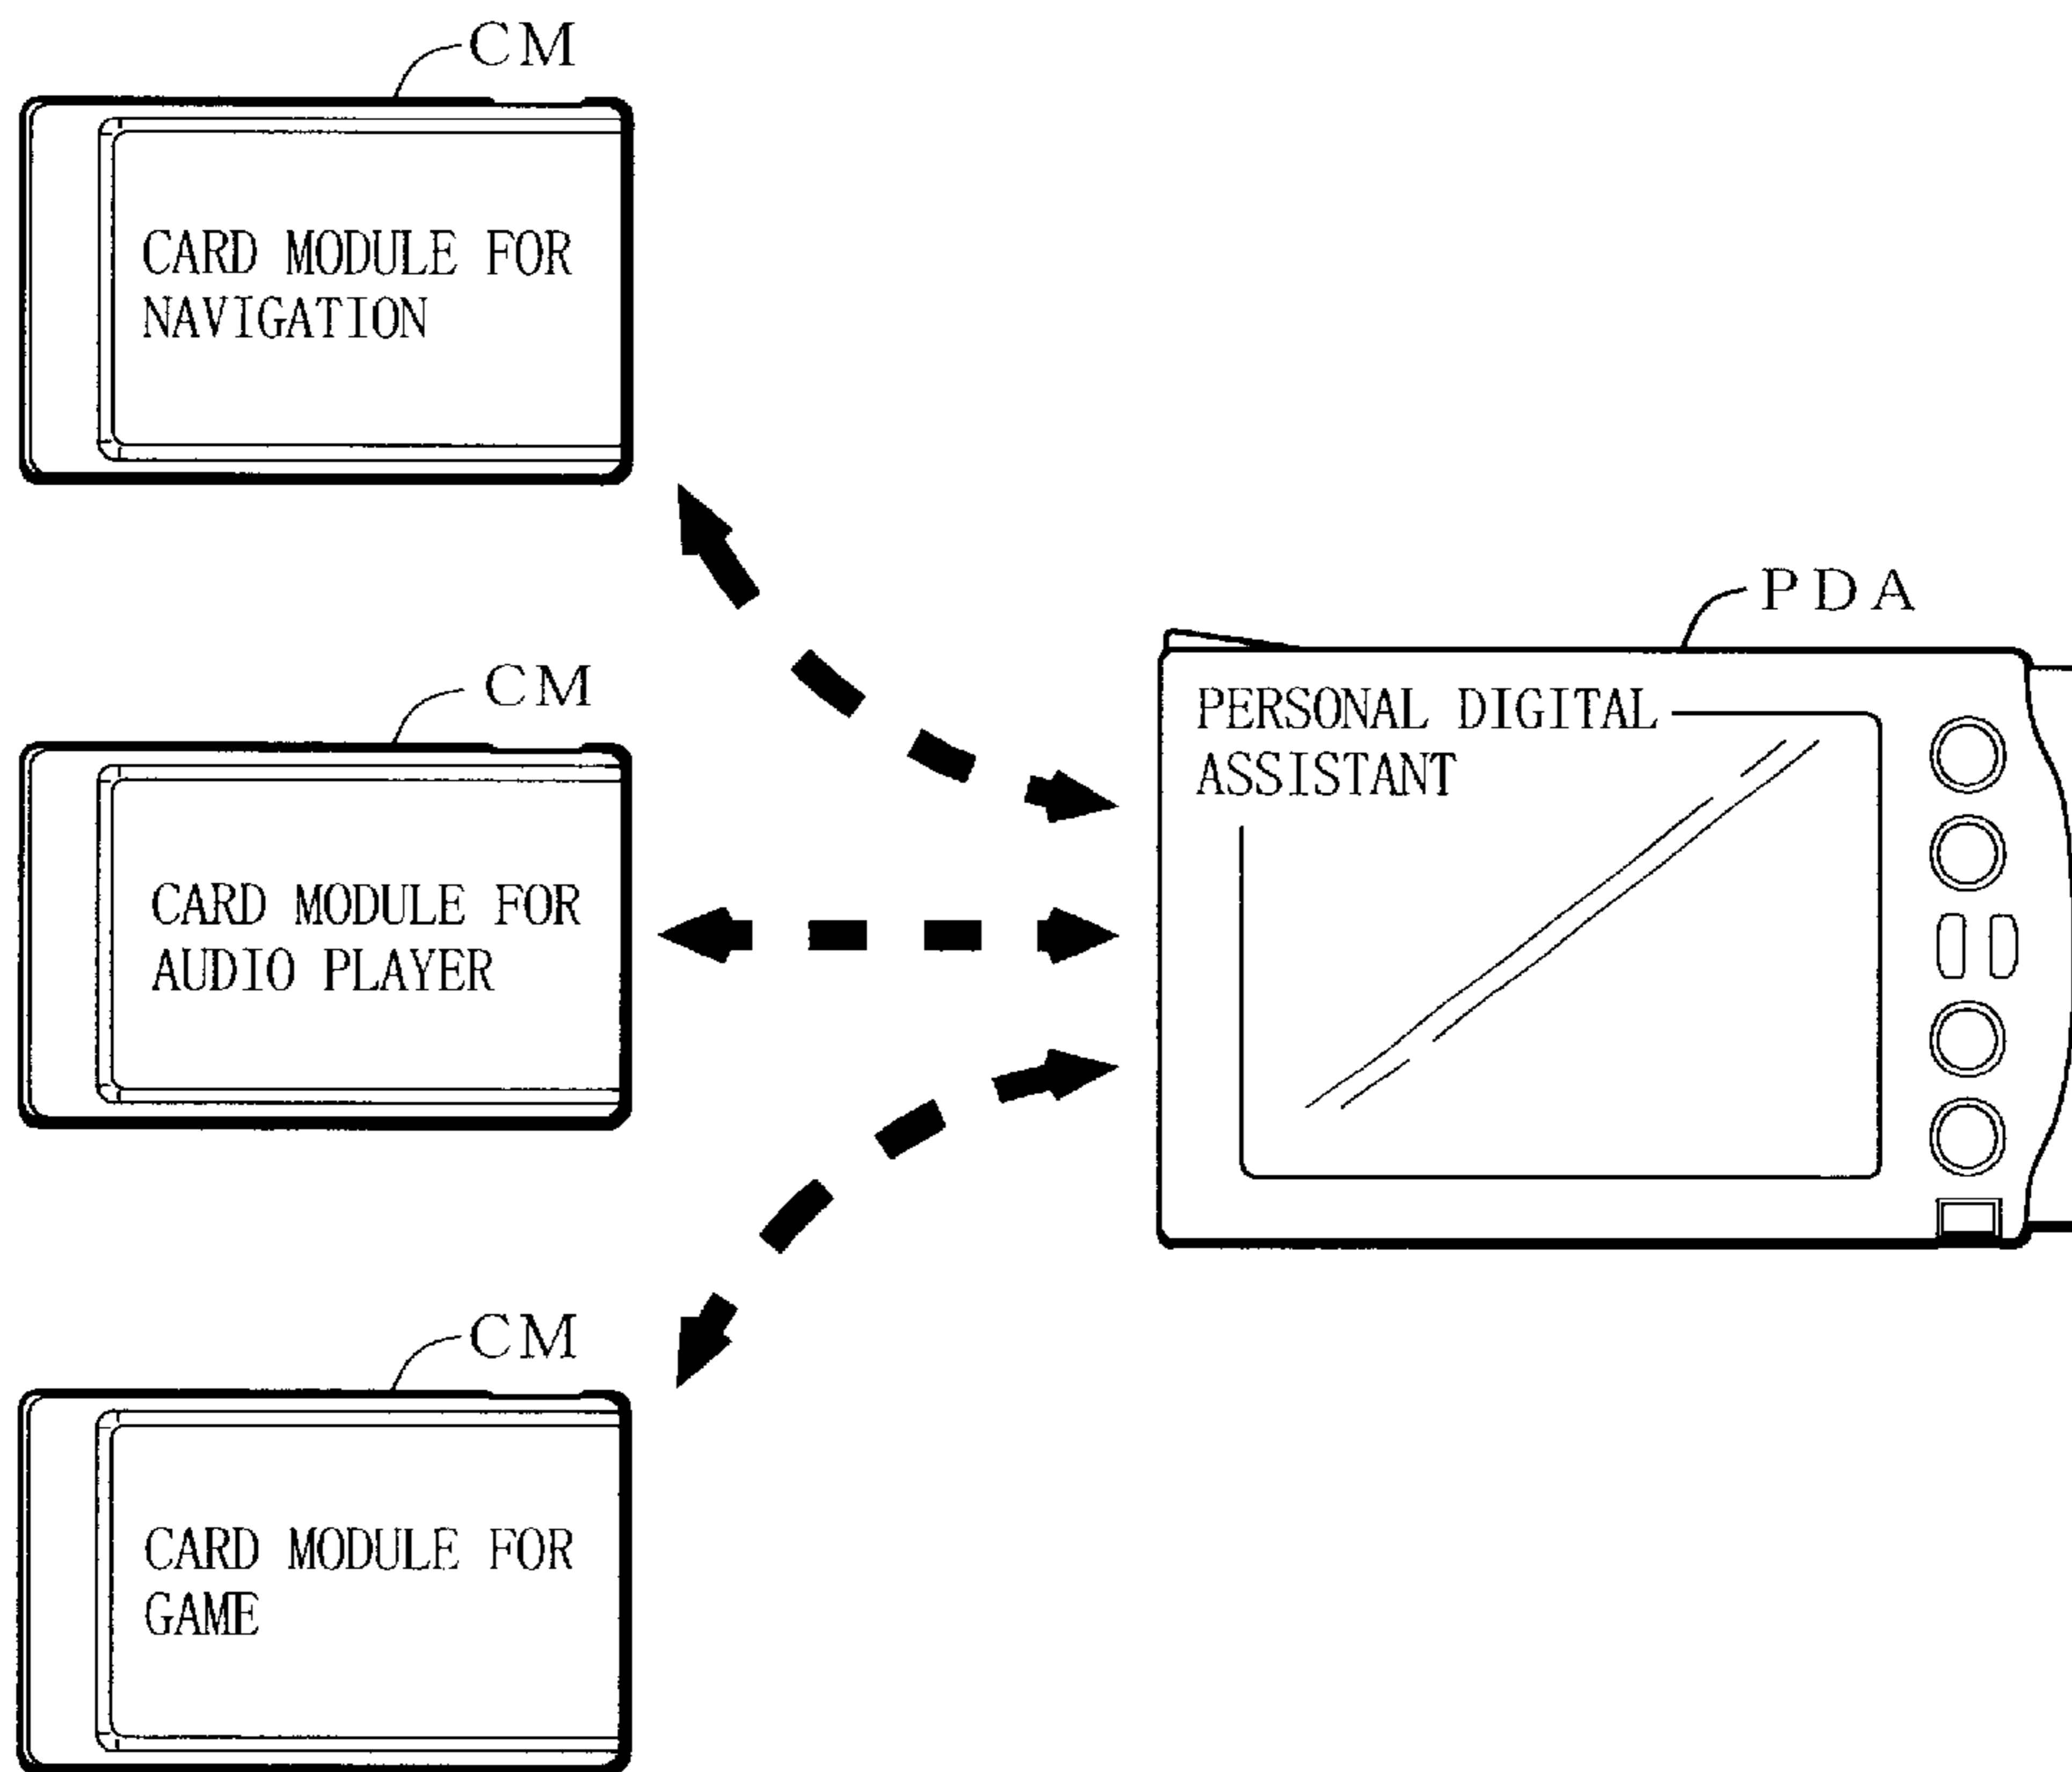 CM
CARD MODULE FOR
NAVIGATION
CM
CARD MODULE FOR
AUDIO PLAYER
CM
CARD MODULE FOR
GAME
PDA
PERSONAL DIGITAL
ASSISTANT